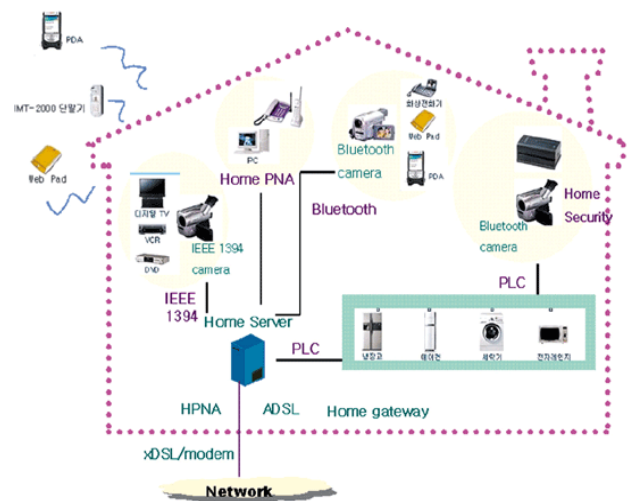 PDA
IMT-2000 단말기
Web Pad
PC
Home PNA
화상전화기
Web Pad
PDA
Bluetooth
camera
Bluetooth
디지탈 TV
VCR
DVD
IEEE 1394
camera
IEEE
1394
Home
Security
Bluetooth
camera
PLC
Home Server
PLC
냉장고
에어컨
세탁기
전자레인지
HPNA
ADSL
Home gateway
xDSL/modem
Network